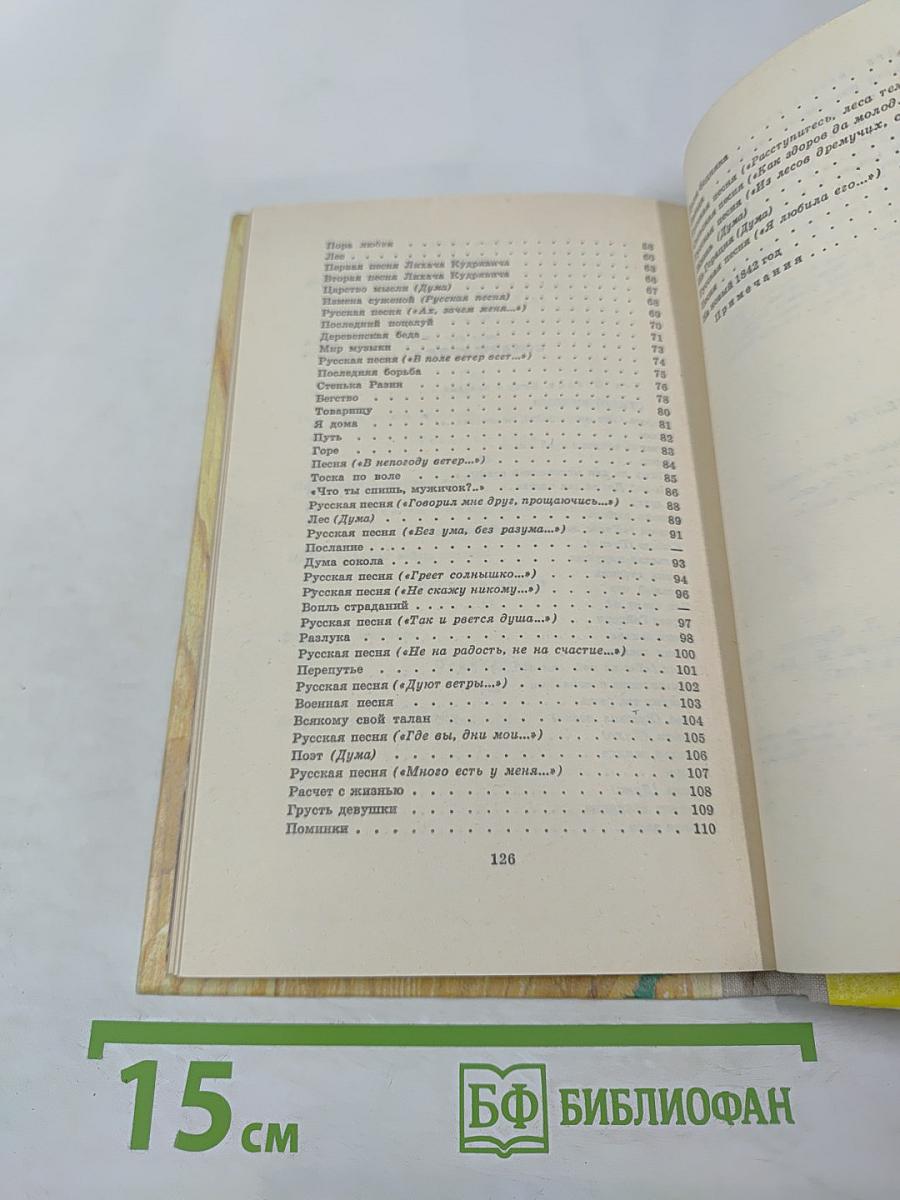 Пора любви . . . . . . . . . . . . . . . . . . 58
Лес . . . . . . . . . . . . . . . . . . 60
Первая песня Лихача Кудрявича . . . . . . . . . 63
Вторая песня Лихача Кудрявича . . . . . . . . . 66
Царство мысли (Дума) . . . . . . . . . . . . 67
Измена суженой (Русская песня) . . . . . . . . . 68
Русская песня («Ах, зачем меня...») . . . . . . . . 69
Последний поцелуй . . . . . . . . . . . . . 70
Деревенская беда . . . . . . . . . . . . . . 71
Мир музыки . . . . . . . . . . . . . . . . 73
Русская песня («В поле ветер веет...») . . . . . . . 74
Последняя борьба . . . . . . . . . . . . . . 75
Стенька Разин . . . . . . . . . . . . . . . 76
Бегство . . . . . . . . . . . . . . . . . 78
Товарищу . . . . . . . . . . . . . . . . . 80
Я дома . . . . . . . . . . . . . . . . . 81
Путь . . . . . . . . . . . . . . . . . . 82
Горе . . . . . . . . . . . . . . . . . . 83
Песня («В непогоду ветер...») . . . . . . . . . . 84
Тоска по воле . . . . . . . . . . . . . . . 85
«Что ты спишь, мужичок?..» . . . . . . . . . . 86
Русская песня («Говорил мне друг, прощаючись...») . . 88
Лес (Дума) . . . . . . . . . . . . . . . . 89
Русская песня («Без ума, без разума...») . . . . . . 91
Послание . . . . . . . . . . . . . . . . . —
Дума сокола . . . . . . . . . . . . . . . . 93
Русская песня («Греет солнышко...») . . . . . . . 94
Русская песня («Не скажу никому...») . . . . . . . 96
Вопль страданий . . . . . . . . . . . . . . —
Русская песня («Так и рвется душа...») . . . . . . 97
Разлука . . . . . . . . . . . . . . . . . 98
Русская песня («Не на радость, не на счастие...») . . 100
Перепутье . . . . . . . . . . . . . . . . 101
Русская песня («Дуют ветры...») . . . . . . . . . 102
Военная песня . . . . . . . . . . . . . . 103
Всякому свой талан . . . . . . . . . . . . . 104
Русская песня («Где вы, дни мои...») . . . . . . . 105
Поэт (Дума) . . . . . . . . . . . . . . . 106
Русская песня («Много есть у меня...») . . . . . . 107
Расчет с жизнью . . . . . . . . . . . . . . 108
Грусть девушки . . . . . . . . . . . . . . 109
Поминки . . . . . . . . . . . . . . . . . 110
126
песня («Расступитесь, леса
песня («Как здоров да молод
песня («Из лесов дремучих, с
(Дума)
(Дума)
песня («Я любила его...»)
На новый 1842 год
Примечания . . . . . . . .
15 см
БФ БИБЛИОФАН